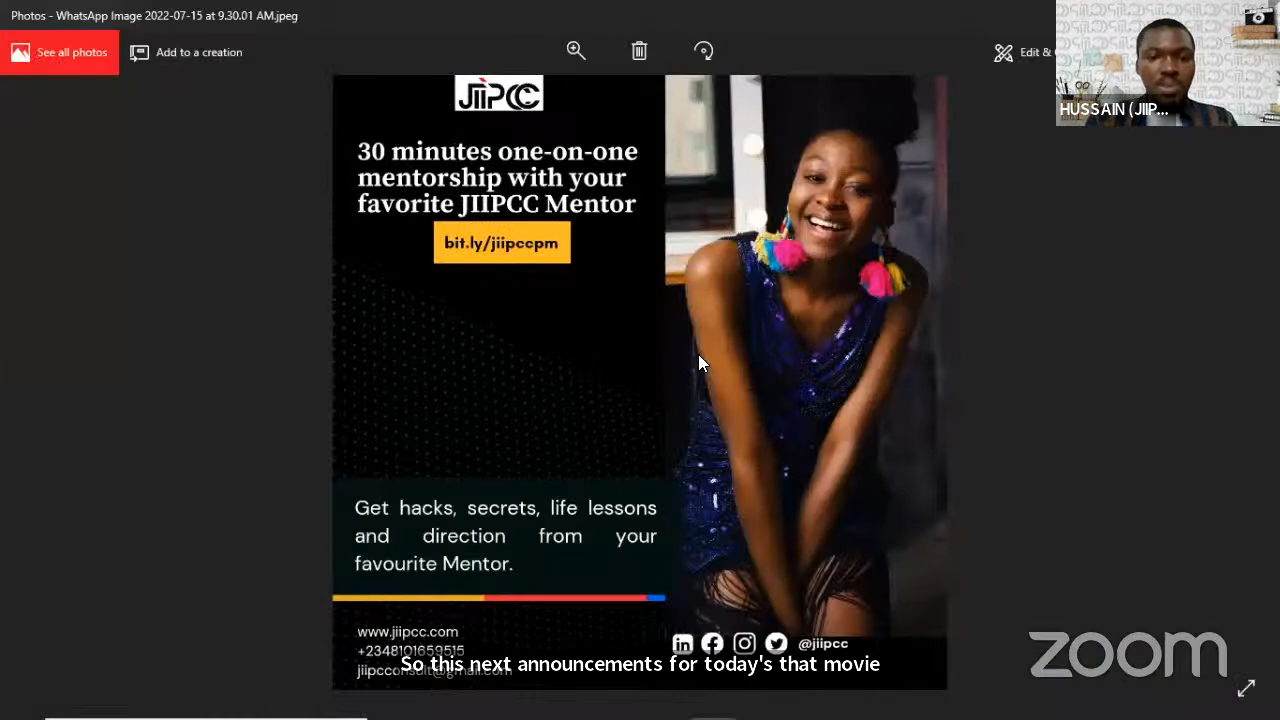 Photos - WhatsApp Image 2022-07-15 at 9.30.01 AM.jpeg
See all photos
Add to a creation
Edit &
HUSSAIN (JIIP...
JIIPCC
30 minutes one-on-one
mentorship with your
favorite JIIPCC Mentor
bit.ly/jiipccpm
Get hacks, secrets, life lessons
and direction from your
favourite Mentor.
www.jiipcc.com
+2348101659515
jiipccconsult@gmail.com
@jiipcc
So this next announcements for today's that movie
zoom